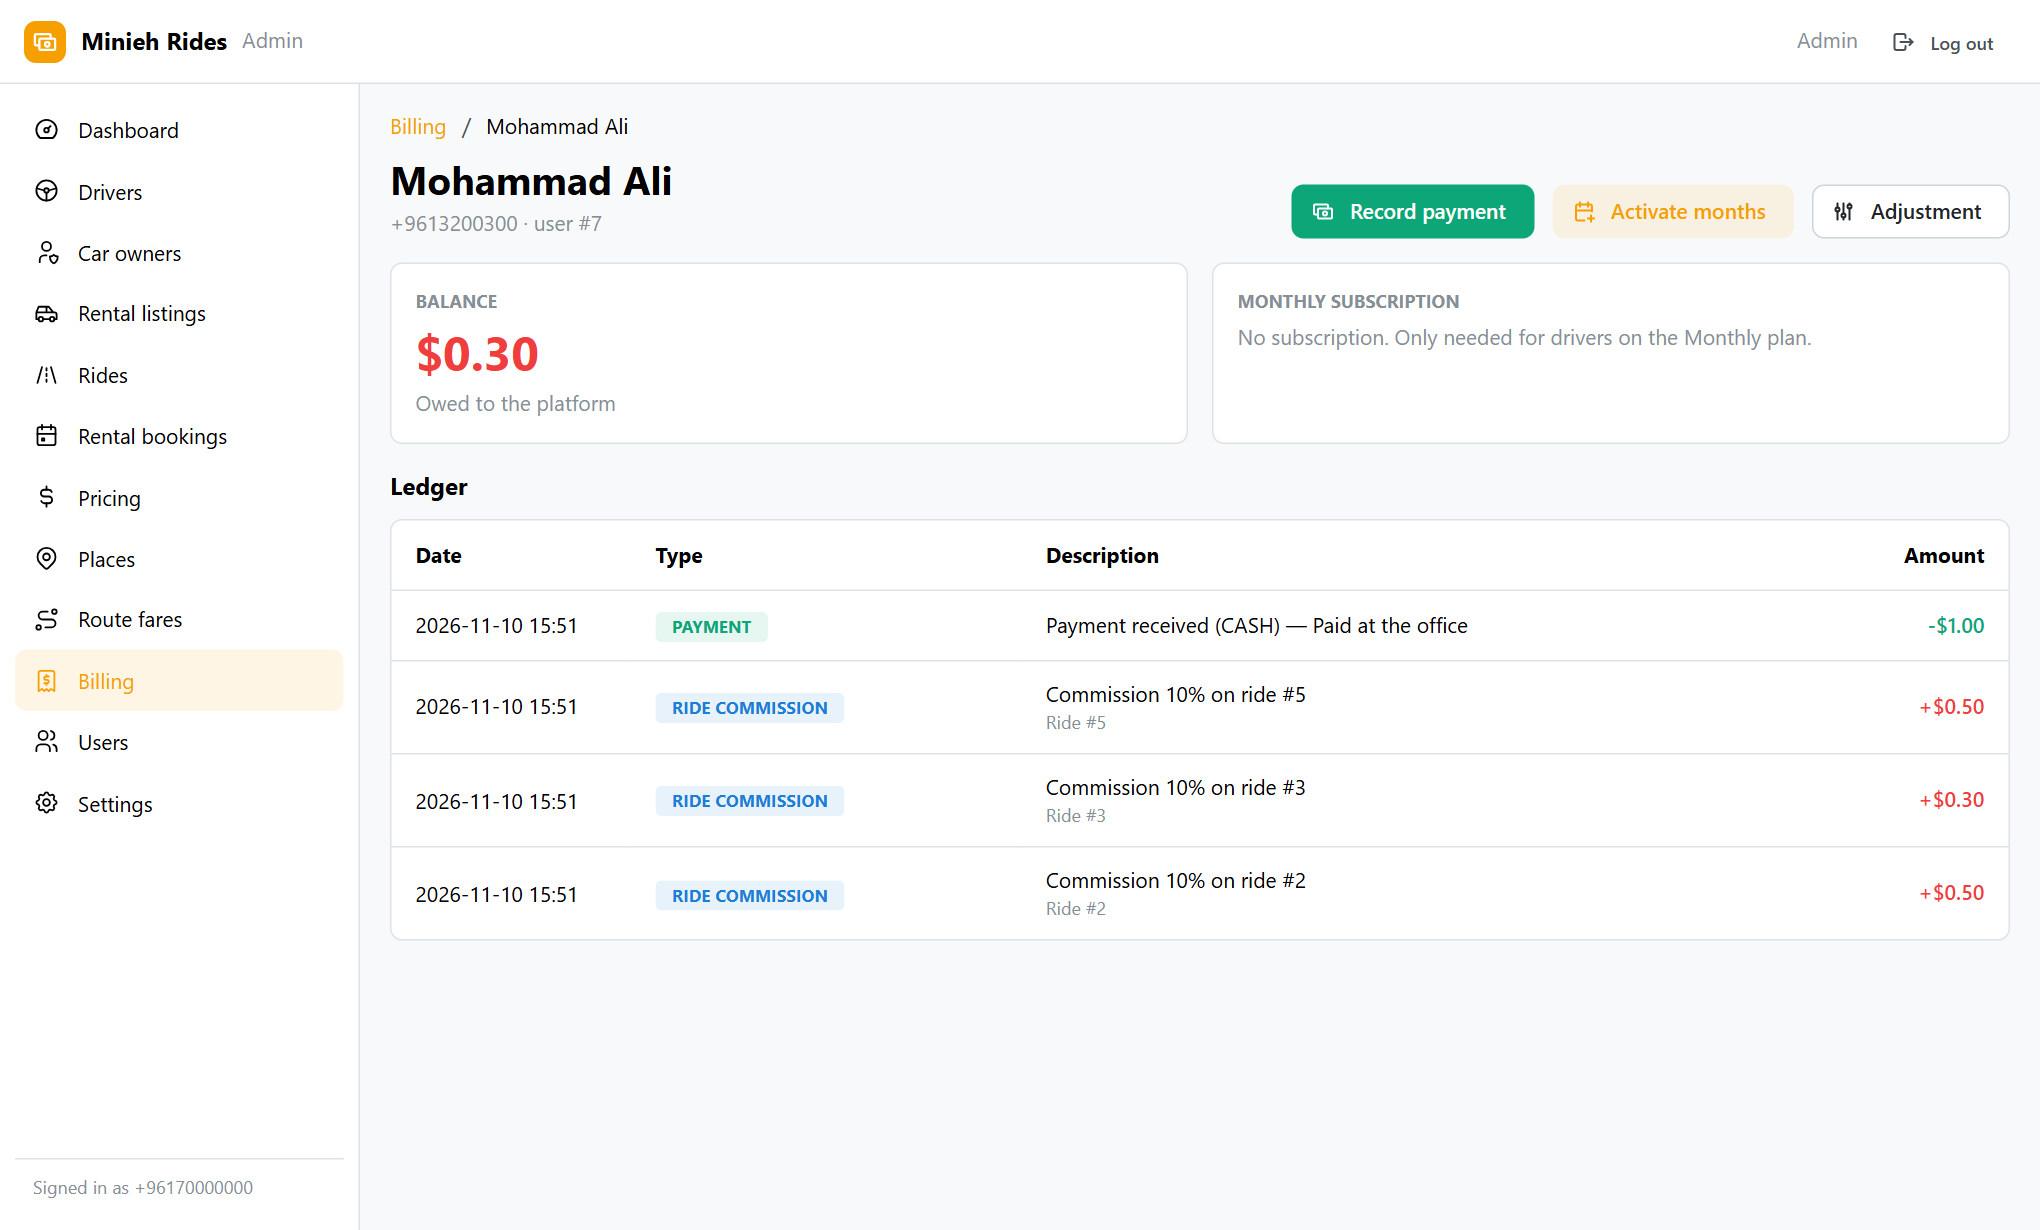 Minieh Rides Admin
Admin
Log out
Dashboard
Drivers
Car owners
Rental listings
Rides
Rental bookings
Pricing
Places
Route fares
Billing
Users
Settings
Signed in as +96170000000
Billing / Mohammad Ali
Mohammad Ali
+9613200300 · user #7
Record payment
Activate months
Adjustment
BALANCE
$0.30
Owed to the platform
MONTHLY SUBSCRIPTION
No subscription. Only needed for drivers on the Monthly plan.
Ledger
Date Type Description Amount
2026-11-10 15:51 PAYMENT Payment received (CASH) — Paid at the office -$1.00
2026-11-10 15:51 RIDE COMMISSION Commission 10% on ride #5 +$0.50
Ride #5
2026-11-10 15:51 RIDE COMMISSION Commission 10% on ride #3 +$0.30
Ride #3
2026-11-10 15:51 RIDE COMMISSION Commission 10% on ride #2 +$0.50
Ride #2